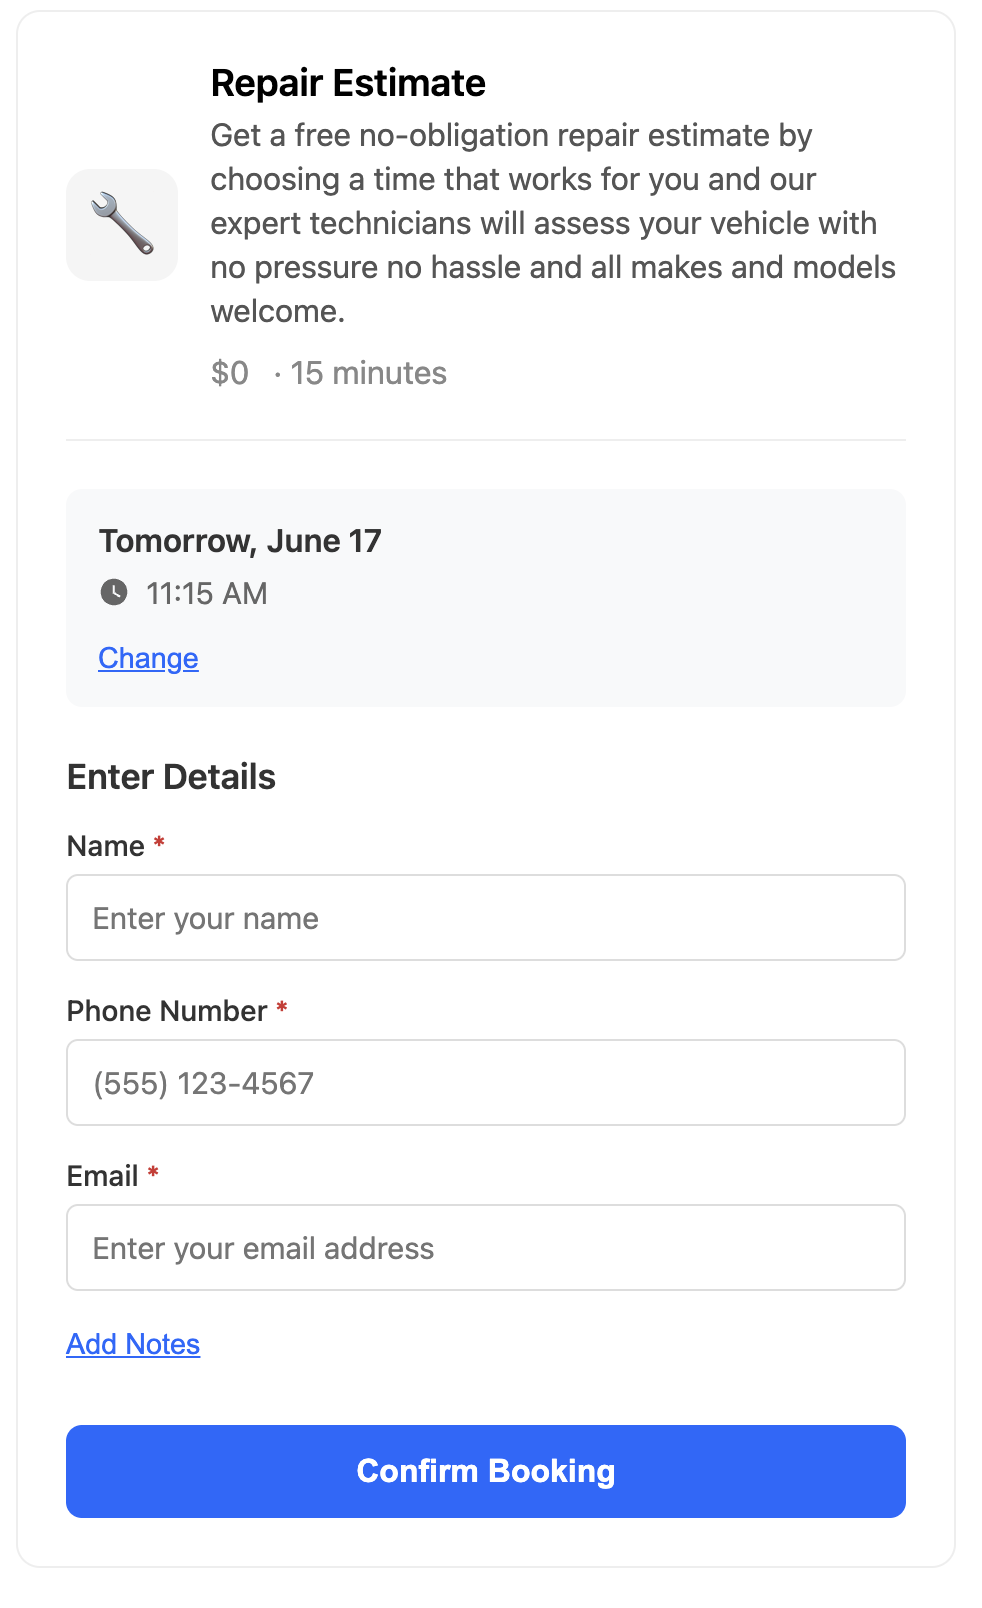 Repair Estimate
Get a free no-obligation repair estimate by
choosing a time that works for you and our
expert technicians will assess your vehicle with
no pressure no hassle and all makes and models
welcome.
$0 · 15 minutes
Tomorrow, June 17
11:15 AM
Change
Enter Details
Name *
Enter your name
Phone Number *
(555) 123-4567
Email *
Enter your email address
Add Notes
Confirm Booking